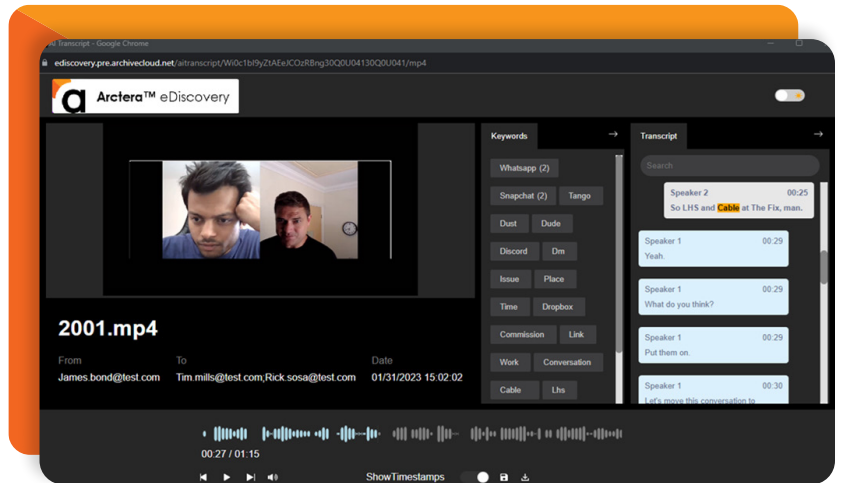 AI Transcript - Google Chrome
ediscovery.pre.archivecloud.net/aitranscript/Wi0c1bI9yZtAEeJCOzRBng30Q0U04130Q0U041/mp4
a Arctera™ eDiscovery
2001.mp4
From
James.bond@test.com
To
Tim.mills@test.com;Rick.sosa@test.com
Date
01/31/2023 15:02:02
Keywords →
Whatsapp (2)
Snapchat (2) Tango
Dust Dude
Discord Dm
Issue Place
Time Dropbox
Commission Link
Work Conversation
Cable Lhs
Transcript →
Search
Speaker 2 00:25
So LHS and Cable at The Fix, man.
Speaker 1 00:29
Yeah.
Speaker 1 00:29
What do you think?
Speaker 1 00:29
Put them on.
Speaker 1 00:30
Let's move this conversation to
00:27 / 01:15
ShowTimestamps